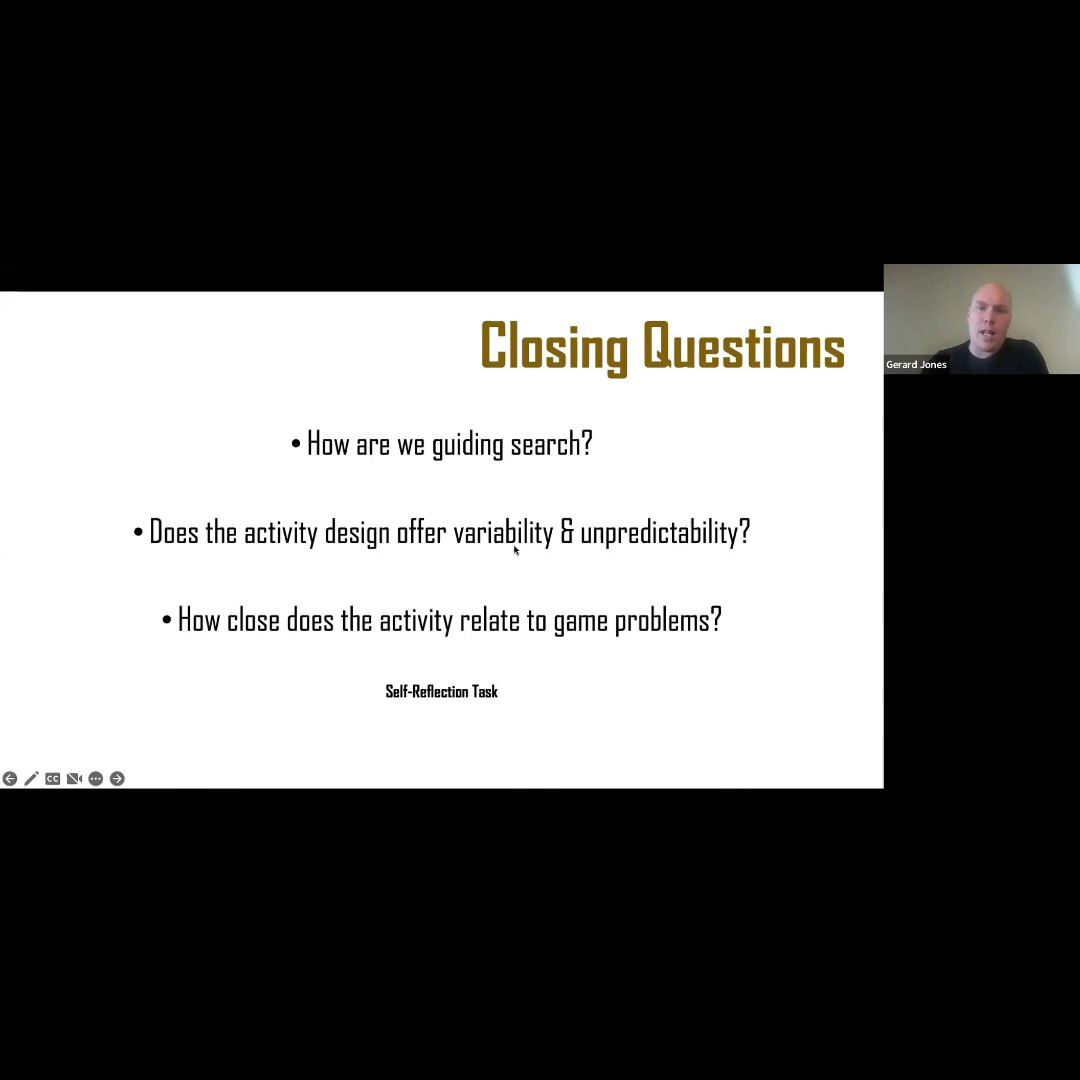 Closing Questions
Gerard Jones
• How are we guiding search?
• Does the activity design offer variability & unpredictability?
• How close does the activity relate to game problems?
Self-Reflection Task
CC